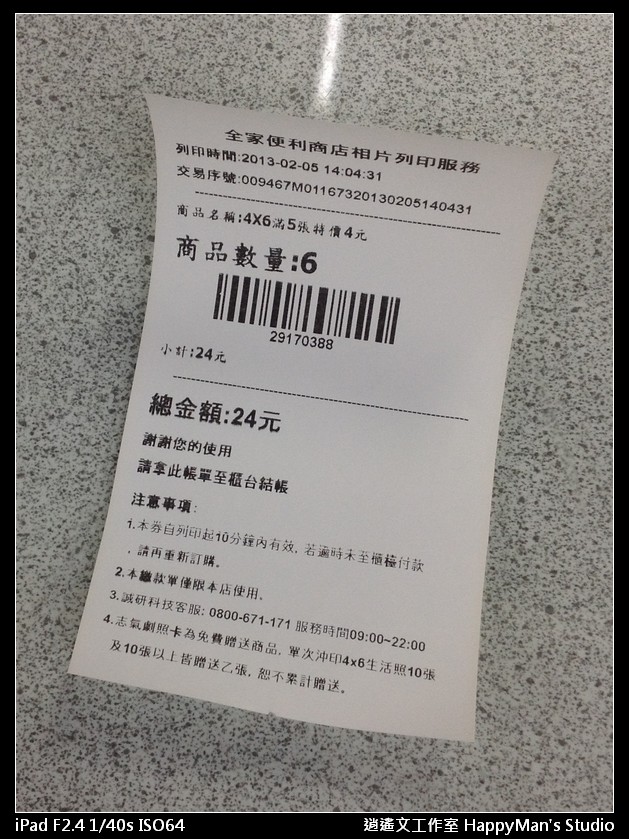 全家便利商店相片列印服務
列印時間:2013-02-05 14:04:31
交易序號:009467M01167320130205140431
商品名稱:4X6滿5張特價4元
商品數量:6
29170388
小計:24元
總金額:24元
謝謝您的使用
請拿此帳單至櫃台結帳
注意事項:
1.本券自列印起10分鐘內有效, 若逾時未至櫃檯付款
, 請再重新訂購。
2.本繳款單僅限本店使用。
3.誠研科技客服: 0800-671-171 服務時間09:00~22:00
4.志氣劇照卡為免費贈送商品, 單次沖印4x6生活照10張
及10張以上皆贈送乙張, 恕不累計贈送。
iPad F2.4 1/40s ISO64
逍遙文工作室 HappyMan's Studio